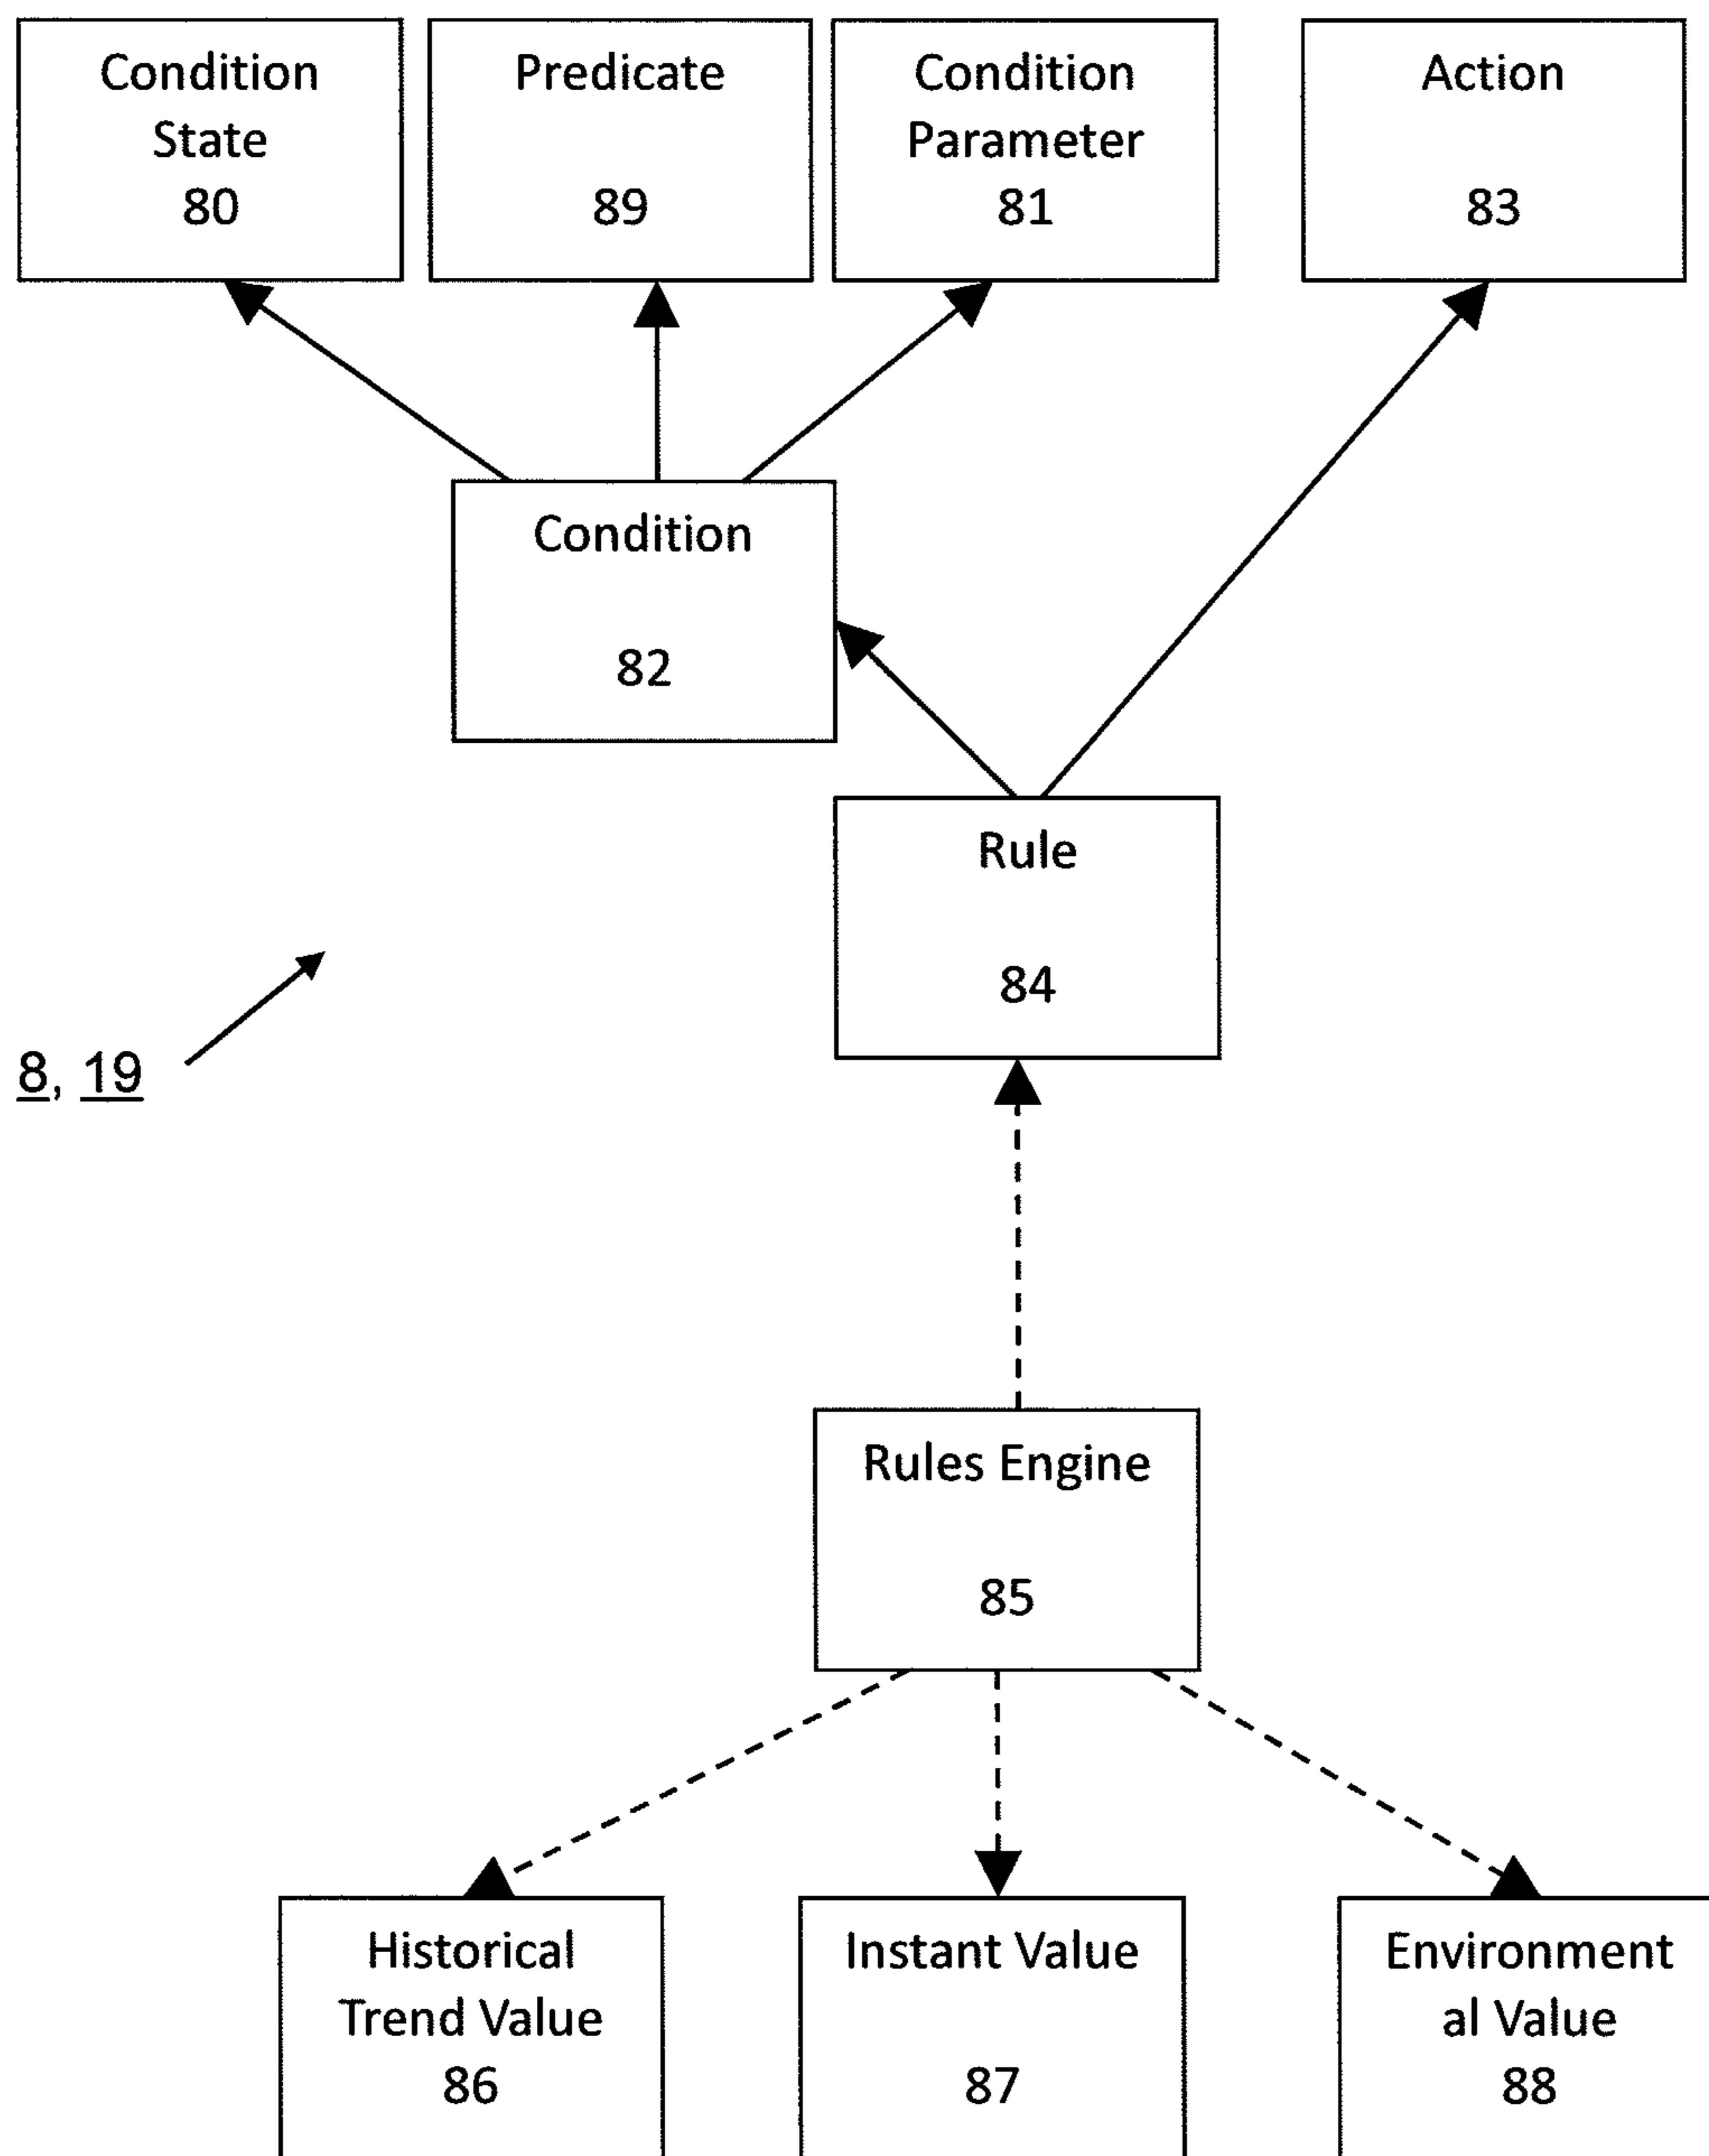 Condition
State
80
Predicate
89
Condition
Parameter
81
Action
83
Condition
82
Rule
84
8, 19
Rules Engine
85
Historical
Trend Value
86
Instant Value
87
Environment
al Value
88